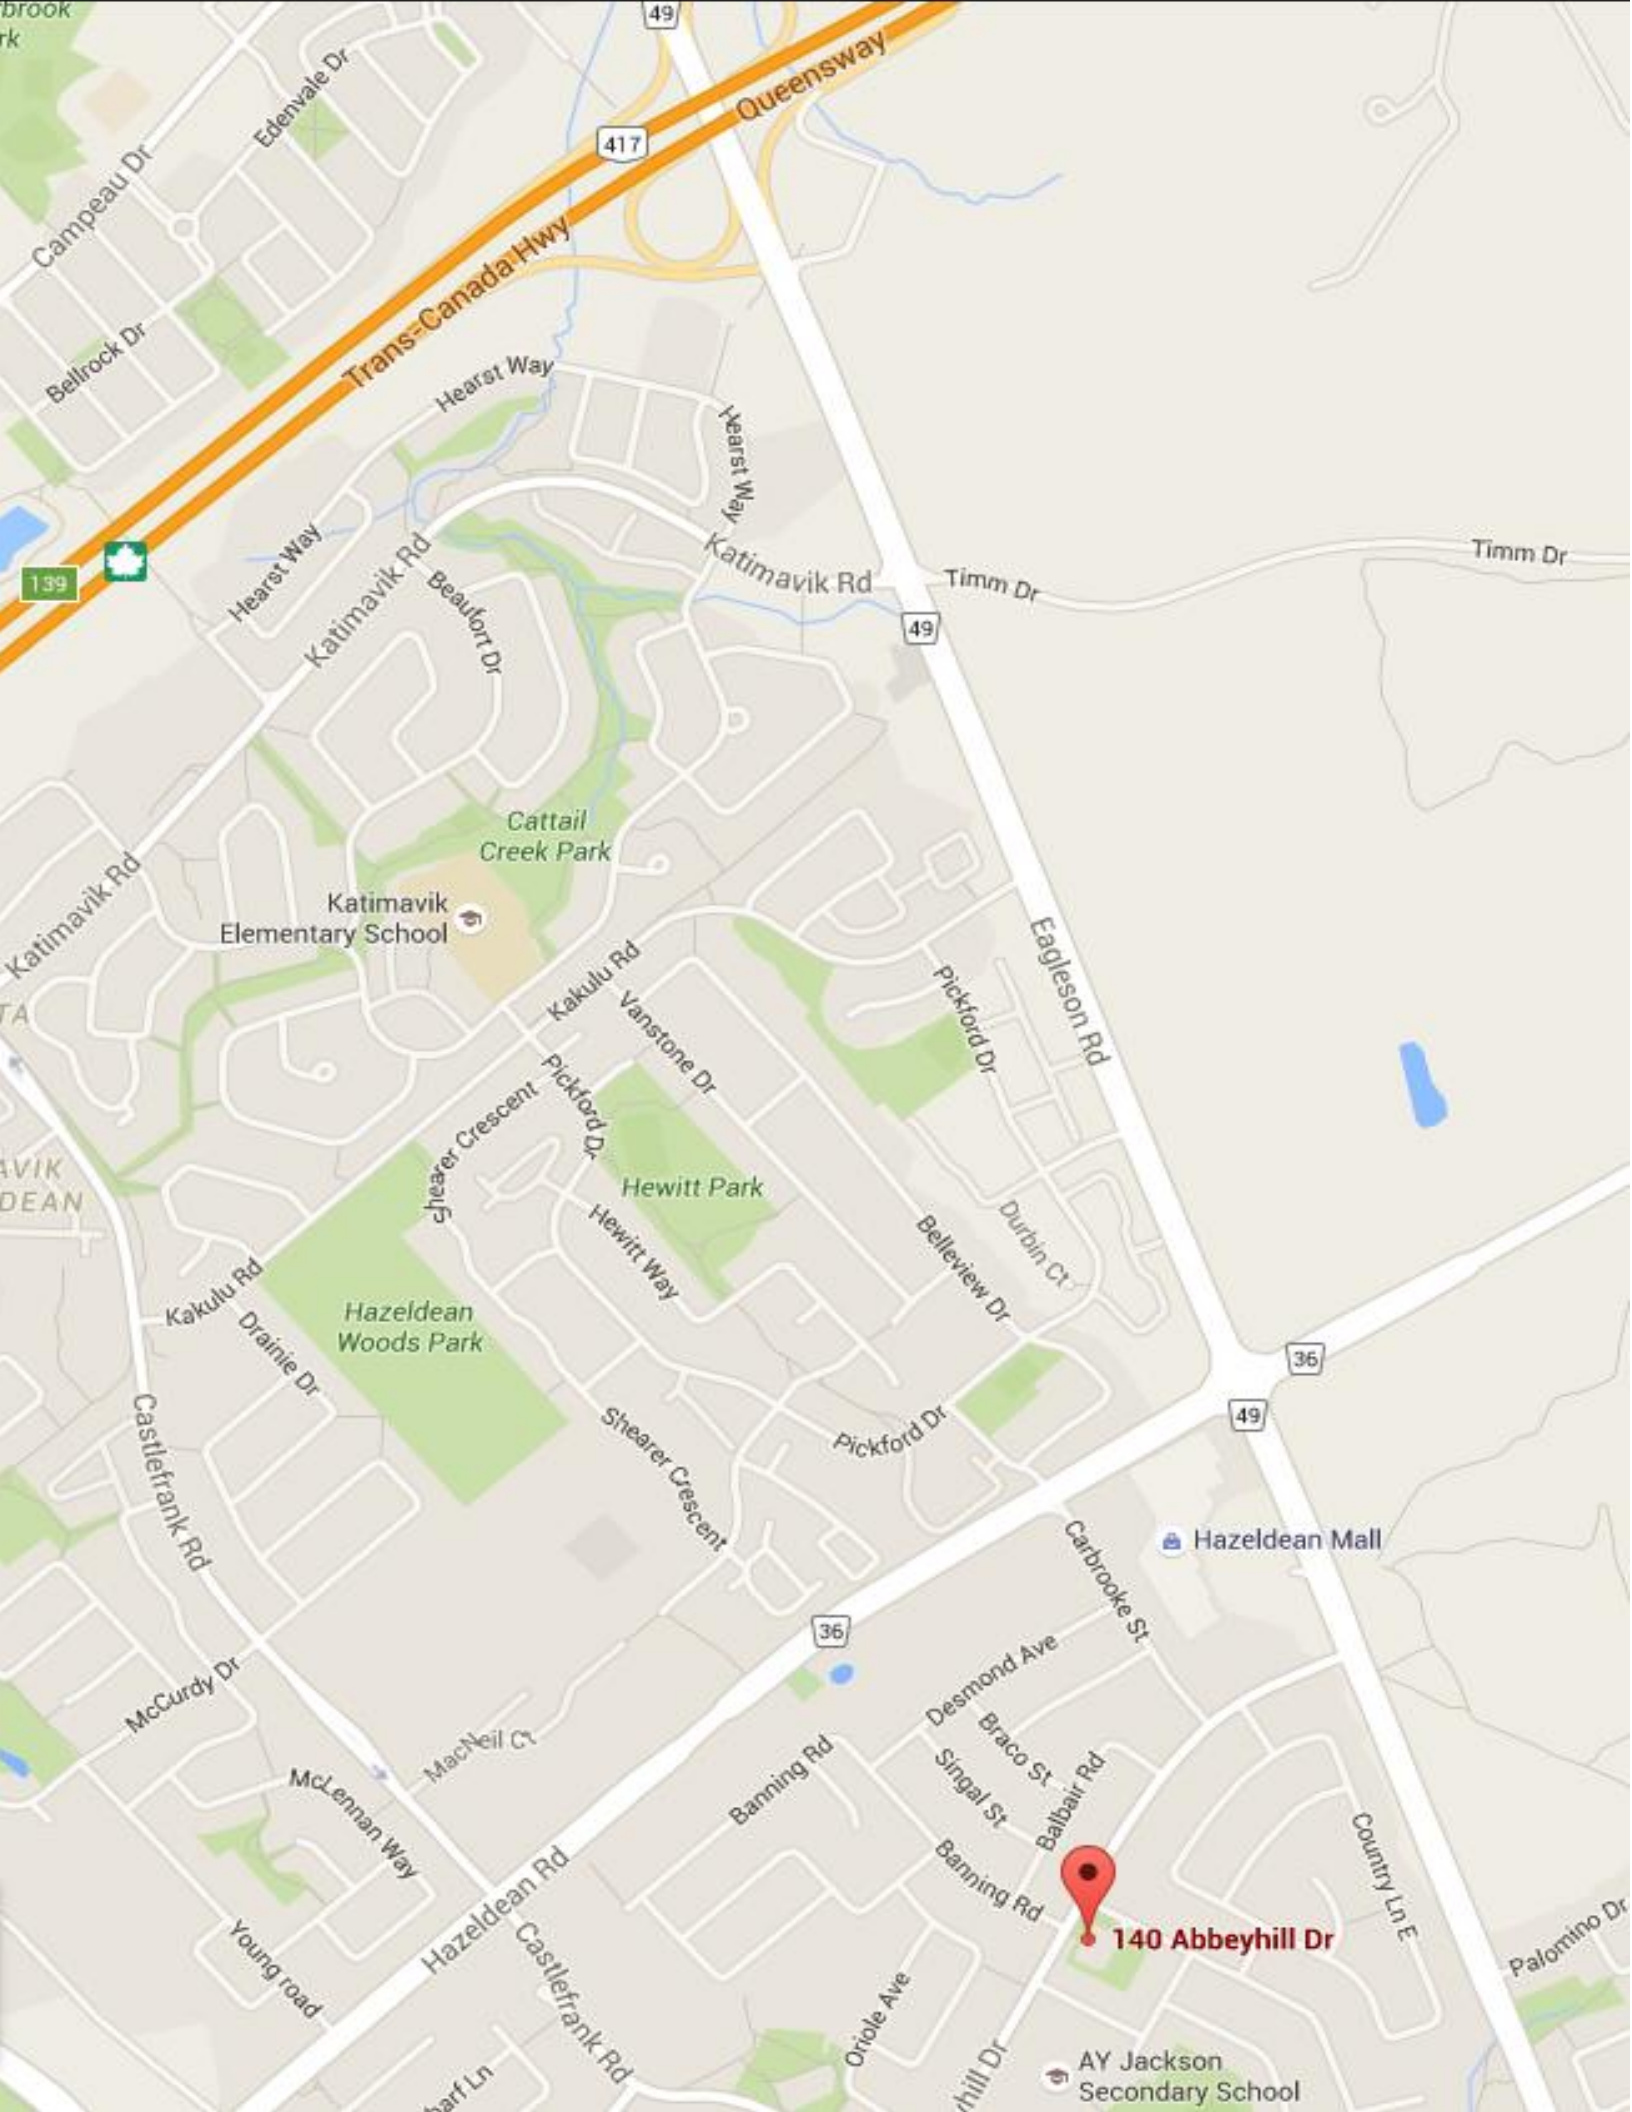 49
Queensway
Edenvale Dr
417
Campeau Dr
Trans-Canada Hwy
Bellrock Dr
Hearst Way
Hearst Way
Hearst Way
Katimavik Rd
Katimavik Rd
Timm Dr
Timm Dr
139
Beaufort Dr
49
Katimavik Rd
Cattail
Creek Park
Katimavik
Elementary School
Kakulu Rd
Eagleson Rd
Pickford Dr
Vanstone Dr
TA
Pickford Dr
Shearer Crescent
AVIK
DEAN
Hewitt Park
Hewitt Way
Durbin Ct
Belleview Dr
Kakulu Rd
Hazeldean
Woods Park
Drainie Dr
36
49
Castlefrank Rd
Shearer Crescent
Pickford Dr
Hazeldean Mall
Carbrooke St
36
Desmond Ave
McCurdy Dr
Braco St
MacNeil Ct
Banning Rd
Singal St
Balbair Rd
McLennan Way
Country Ln E
Banning Rd
Hazeldean Rd
140 Abbeyhill Dr
Palomino Dr
Young road
Castlefrank Rd
Oriole Ave
AY Jackson
Secondary School
hill Dr
arf Ln